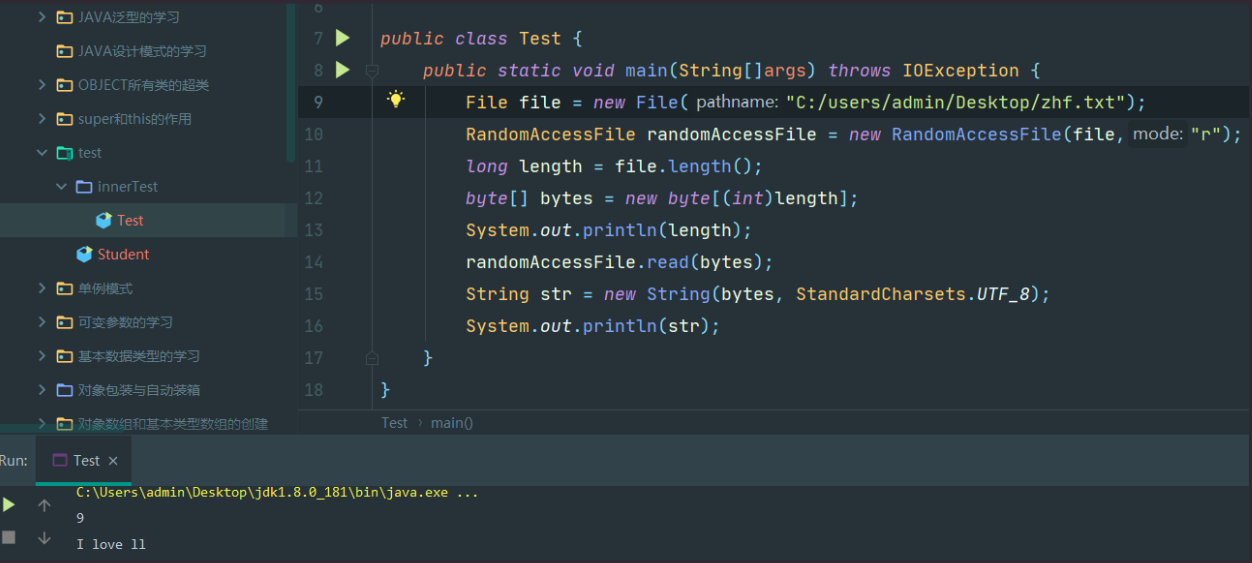 JAVA泛型的学习
JAVA设计模式的学习
OBJECT所有类的超类
super和this的作用
test
innerTest
Test
Student
单例模式
可变参数的学习
基本数据类型的学习
对象包装与自动装箱
对象数组和基本类型数组的创建
6
7 public class Test {
8 public static void main(String[]args) throws IOException {
9 File file = new File( pathname: "C:/users/admin/Desktop/zhf.txt");
10 RandomAccessFile randomAccessFile = new RandomAccessFile(file, mode: "r");
11 long length = file.length();
12 byte[] bytes = new byte[(int)length];
13 System.out.println(length);
14 randomAccessFile.read(bytes);
15 String str = new String(bytes, StandardCharsets.UTF_8);
16 System.out.println(str);
17 }
18 }
Test › main()
Run: Test ×
C:\Users\admin\Desktop\jdk1.8.0_181\bin\java.exe ...
9
I love ll